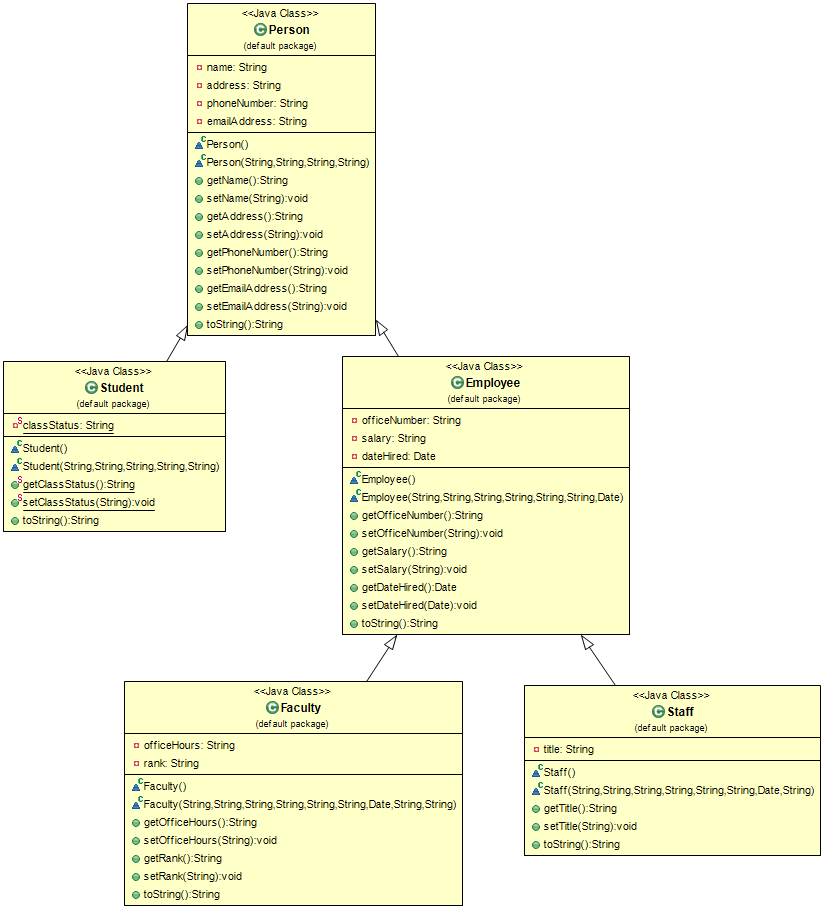 <<Java Class>>
Person
(default package)
name: String
address: String
phoneNumber: String
emailAddress: String
Person()
Person(String,String,String,String)
getName():String
setName(String):void
getAddress():String
setAddress(String):void
getPhoneNumber():String
setPhoneNumber(String):void
getEmailAddress():String
setEmailAddress(String):void
toString():String
<<Java Class>>
Student
(default package)
classStatus: String
Student()
Student(String,String,String,String,String)
getClassStatus():String
setClassStatus(String):void
toString():String
<<Java Class>>
Employee
(default package)
officeNumber: String
salary: String
dateHired: Date
Employee()
Employee(String,String,String,String,String,String,Date)
getOfficeNumber():String
setOfficeNumber(String):void
getSalary():String
setSalary(String):void
getDateHired():Date
setDateHired(Date):void
toString():String
<<Java Class>>
Faculty
(default package)
officeHours: String
rank: String
Faculty()
Faculty(String,String,String,String,String,String,Date,String,String)
getOfficeHours():String
setOfficeHours(String):void
getRank():String
setRank(String):void
toString():String
<<Java Class>>
Staff
(default package)
title: String
Staff()
Staff(String,String,String,String,String,String,Date,String)
getTitle():String
setTitle(String):void
toString():String